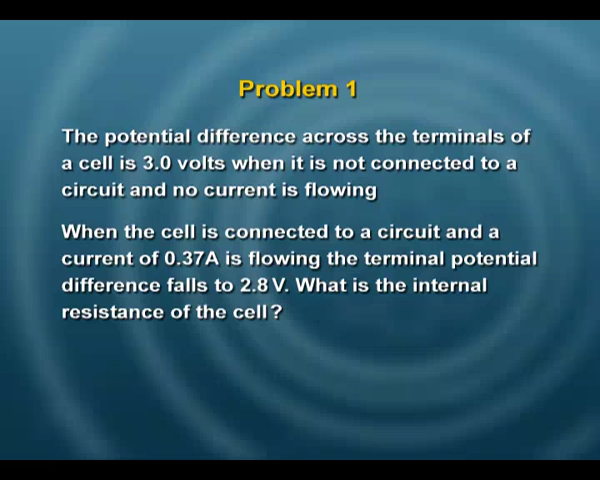 Problem 1
The potential difference across the terminals of
a cell is 3.0 volts when it is not connected to a
circuit and no current is flowing
When the cell is connected to a circuit and a
current of 0.37A is flowing the terminal potential
difference falls to 2.8 V. What is the internal
resistance of the cell ?